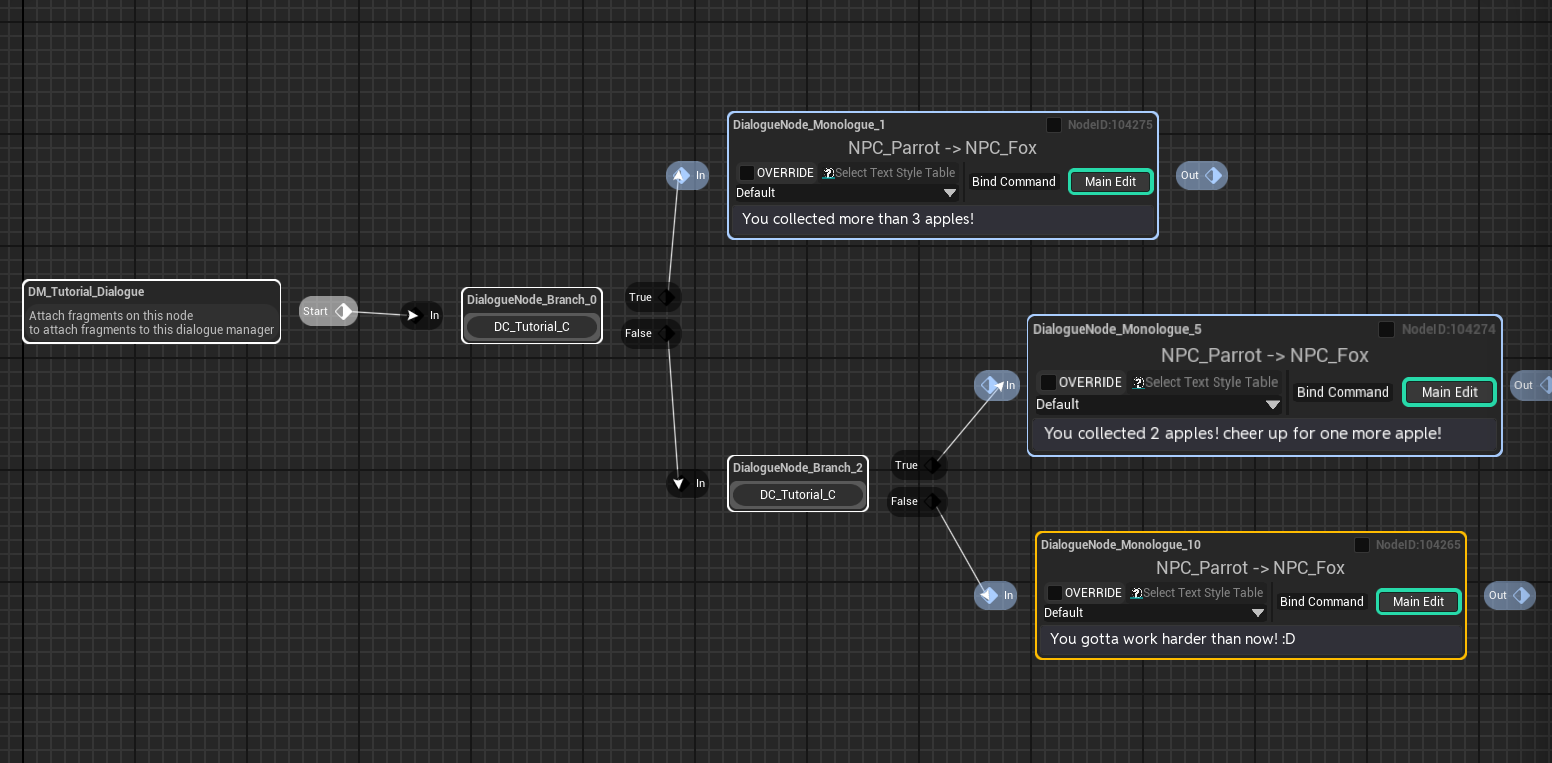 DialogueNode_Monologue_1
NodeID:104275
NPC_Parrot -> NPC_Fox
OVERRIDE
?Select Text Style Table
Default
Bind Command
Main Edit
In
Out
You collected more than 3 apples!
DM_Tutorial_Dialogue
Attach fragments on this node
to attach fragments to this dialogue manager
Start
In
DialogueNode_Branch_0
DC_Tutorial_C
True
False
DialogueNode_Monologue_5
NodeID:104274
NPC_Parrot -> NPC_Fox
OVERRIDE
?Select Text Style Table
Default
Bind Command
Main Edit
In
Out
You collected 2 apples! cheer up for one more apple!
In
DialogueNode_Branch_2
DC_Tutorial_C
True
False
DialogueNode_Monologue_10
NodeID:104265
NPC_Parrot -> NPC_Fox
OVERRIDE
?Select Text Style Table
Default
Bind Command
Main Edit
In
Out
You gotta work harder than now! :D